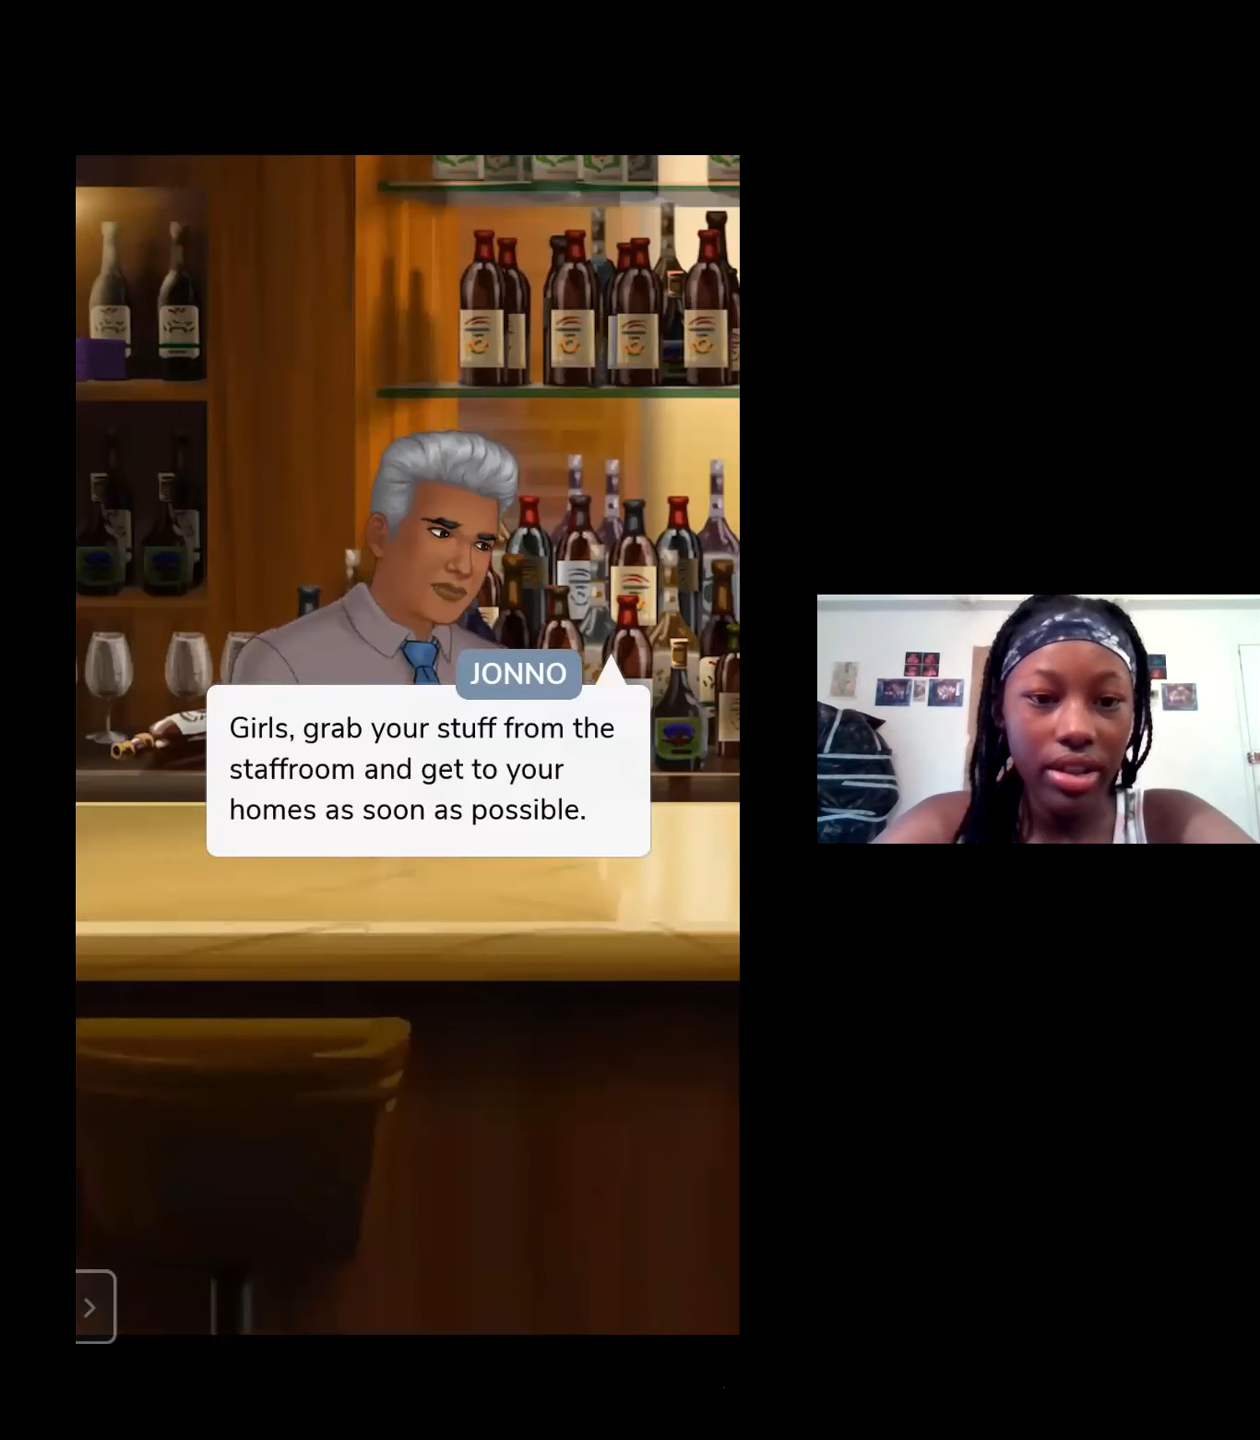 JONNO
Girls, grab your stuff from the
staffroom and get to your
homes as soon as possible.